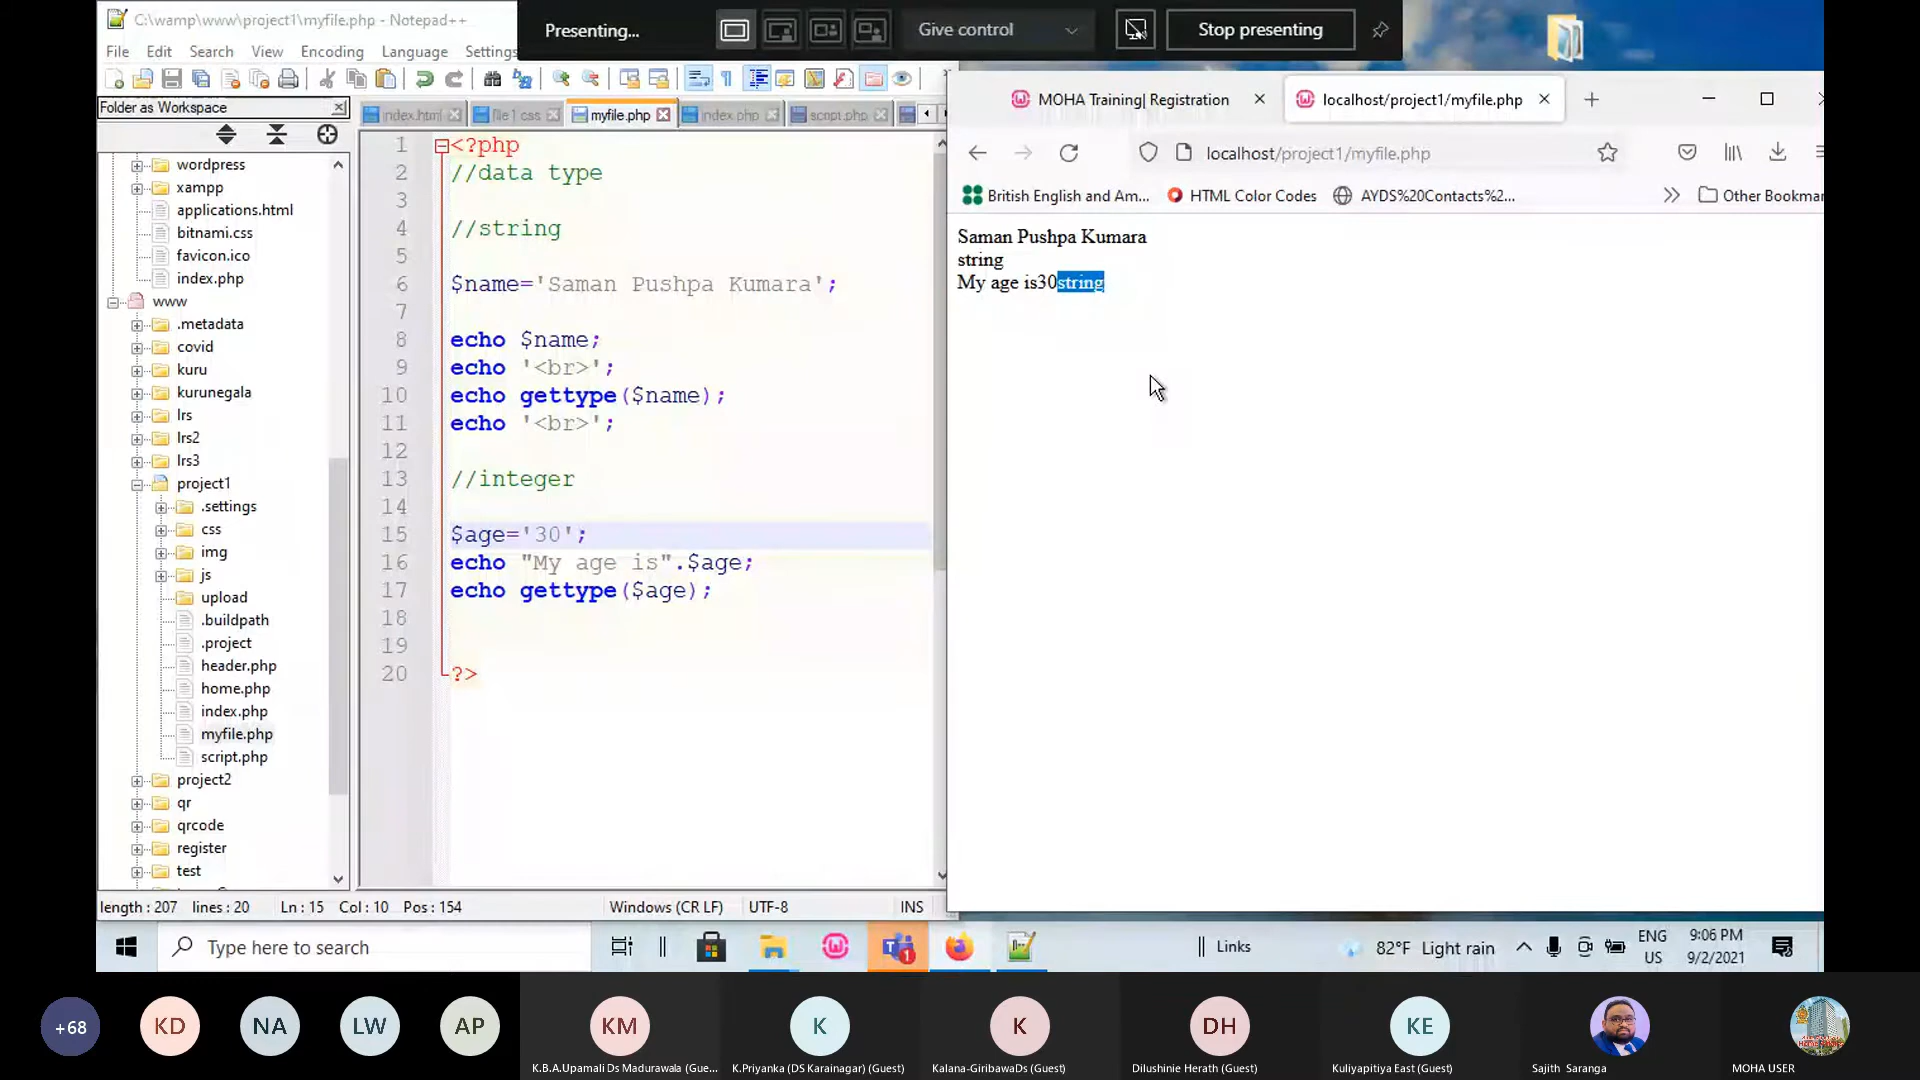 C:\wamp\www\project1\myfile.php - Notepad++
File Edit Search View Encoding Language Settings
Presenting...
Give control
Stop presenting
Folder as Workspace
wordpress
xampp
applications.html
bitnami.css
favicon.ico
index.php
www
.metadata
covid
kuru
kurunegala
lrs
lrs2
lrs3
project1
.settings
css
img
js
upload
.buildpath
.project
header.php
home.php
index.php
myfile.php
script.php
project2
qr
qrcode
register
test
index.html file1.css myfile.php index.php script.php
1 <?php
2 //data type
3
4 //string
5
6 $name='Saman Pushpa Kumara';
7
8 echo $name;
9 echo '<br>';
10 echo gettype($name);
11 echo '<br>';
12
13 //integer
14
15 $age='30';
16 echo "My age is".$age;
17 echo gettype($age);
18
19
20 ?>
length : 207 lines : 20 Ln : 15 Col : 10 Pos : 154 Windows (CR LF) UTF-8 INS
MOHA Training| Registration
localhost/project1/myfile.php
localhost/project1/myfile.php
British English and Am... HTML Color Codes AYDS%20Contacts%2... Other Bookmar
Saman Pushpa Kumara
string
My age is30string
Type here to search
1
Links
82°F Light rain
ENG
US
9:06 PM
9/2/2021
+68
KD
NA
LW
AP
KM
K
K
DH
KE
K.B.A.Upamali Ds Madurawala (Gue...
K.Priyanka (DS Karainagar) (Guest)
Kalana-GiribawaDs (Guest)
Dilushinie Herath (Guest)
Kuliyapitiya East (Guest)
Sajith Saranga
MOHA USER